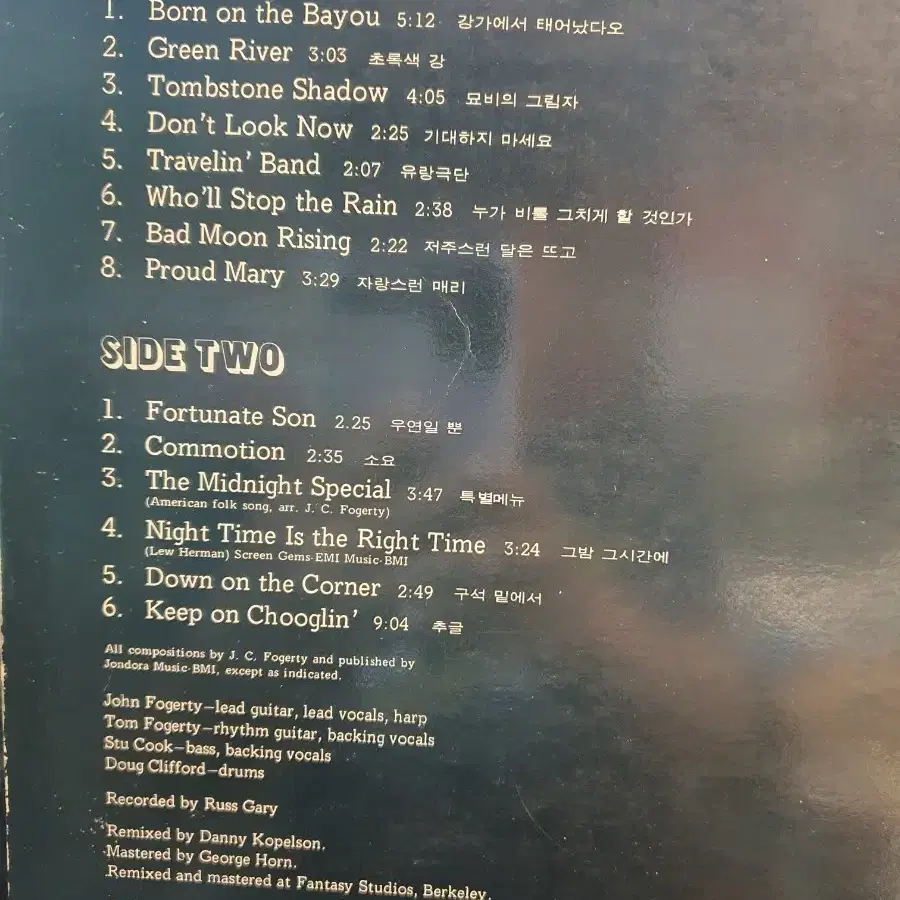 1. Born on the Bayou 5:12 강가에서 태어났다오
2. Green River 3:03 초록색 강
3. Tombstone Shadow 4:05 묘비의 그림자
4. Don't Look Now 2:25 기대하지 마세요
5. Travelin' Band 2:07 유랑극단
6. Who'll Stop the Rain 2:38 누가 비를 그치게 할 것인가
7. Bad Moon Rising 2:22 저주스런 달은 뜨고
8. Proud Mary 3:29 자랑스런 매리
SIDE TWO
1. Fortunate Son 2.25 우연일 뿐
2. Commotion 2:35 소요
3. The Midnight Special 3:47 특별메뉴
(American folk song, arr. J. C. Fogerty)
4. Night Time Is the Right Time 3:24 그밤 그시간에
(Lew Herman) Screen Gems-EMI Music-BMI
5. Down on the Corner 2:49 구석 밑에서
6. Keep on Chooglin' 9:04 추글
All compositions by J. C. Fogerty and published by
Jondora Music-BMI, except as indicated.
John Fogerty—lead guitar, lead vocals, harp
Tom Fogerty—rhythm guitar, backing vocals
Stu Cook—bass, backing vocals
Doug Clifford—drums
Recorded by Russ Gary
Remixed by Danny Kopelson.
Mastered by George Horn.
Remixed and mastered at Fantasy Studios, Berkeley.